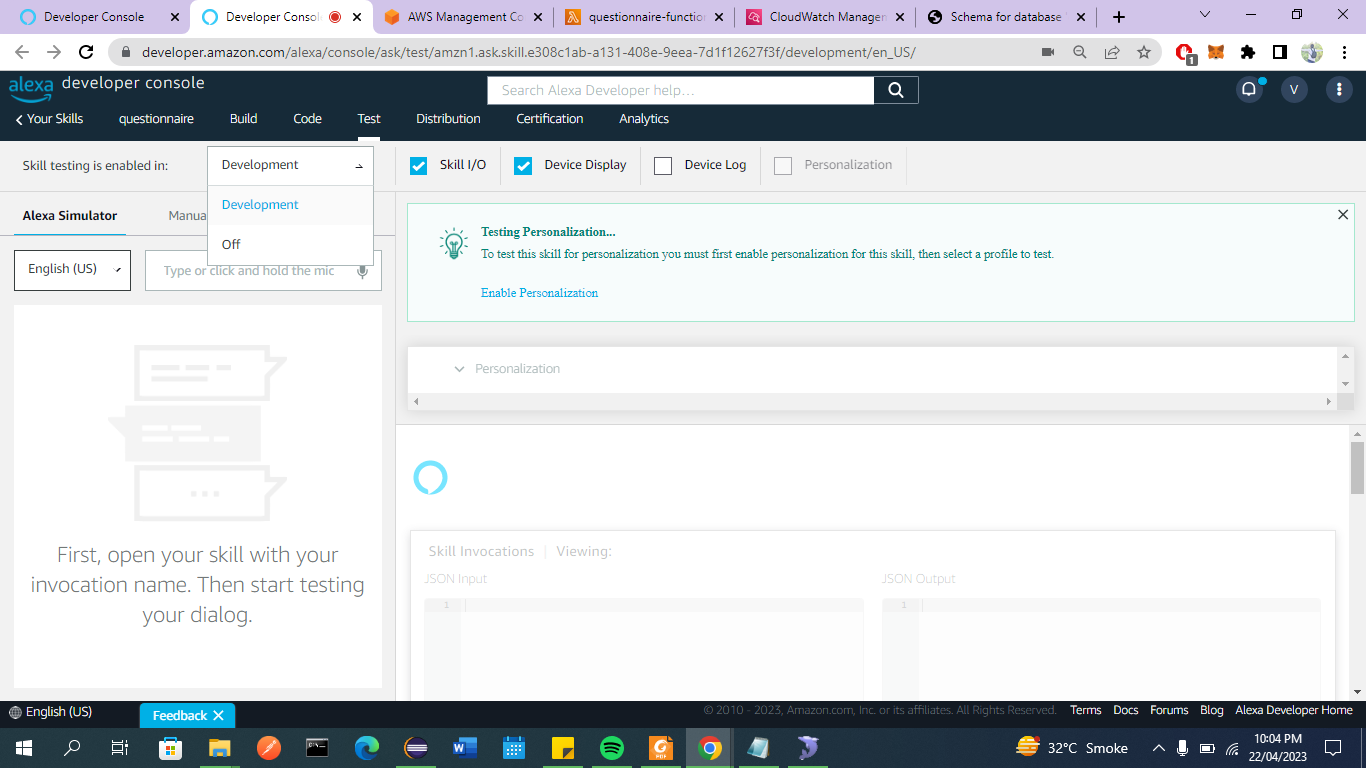 Developer Console
Developer Consol
AWS Management Co
questionnaire-function
CloudWatch Managem
Schema for database
developer.amazon.com/alexa/console/ask/test/amzn1.ask.skill.e308c1ab-a131-408e-9eea-7d1f12627f3f/development/en_US/
1
alexa developer console
Search Alexa Developer help…
V
Your Skills
questionnaire
Build
Code
Test
Distribution
Certification
Analytics
Skill testing is enabled in:
Development
Development
Off
Skill I/O
Device Display
Device Log
Personalization
Alexa Simulator
Manua
English (US)
Type or click and hold the mic
Testing Personalization...
To test this skill for personalization you must first enable personalization for this skill, then select a profile to test.
Enable Personalization
Personalization
First, open your skill with your
invocation name. Then start testing
your dialog.
Skill Invocations | Viewing:
JSON Input
JSON Output
1
1
English (US)
Feedback
© 2010 - 2023, Amazon.com, Inc. or its affiliates. All Rights Reserved.
Terms
Docs
Forums
Blog
Alexa Developer Home
32°C Smoke
10:04 PM
22/04/2023